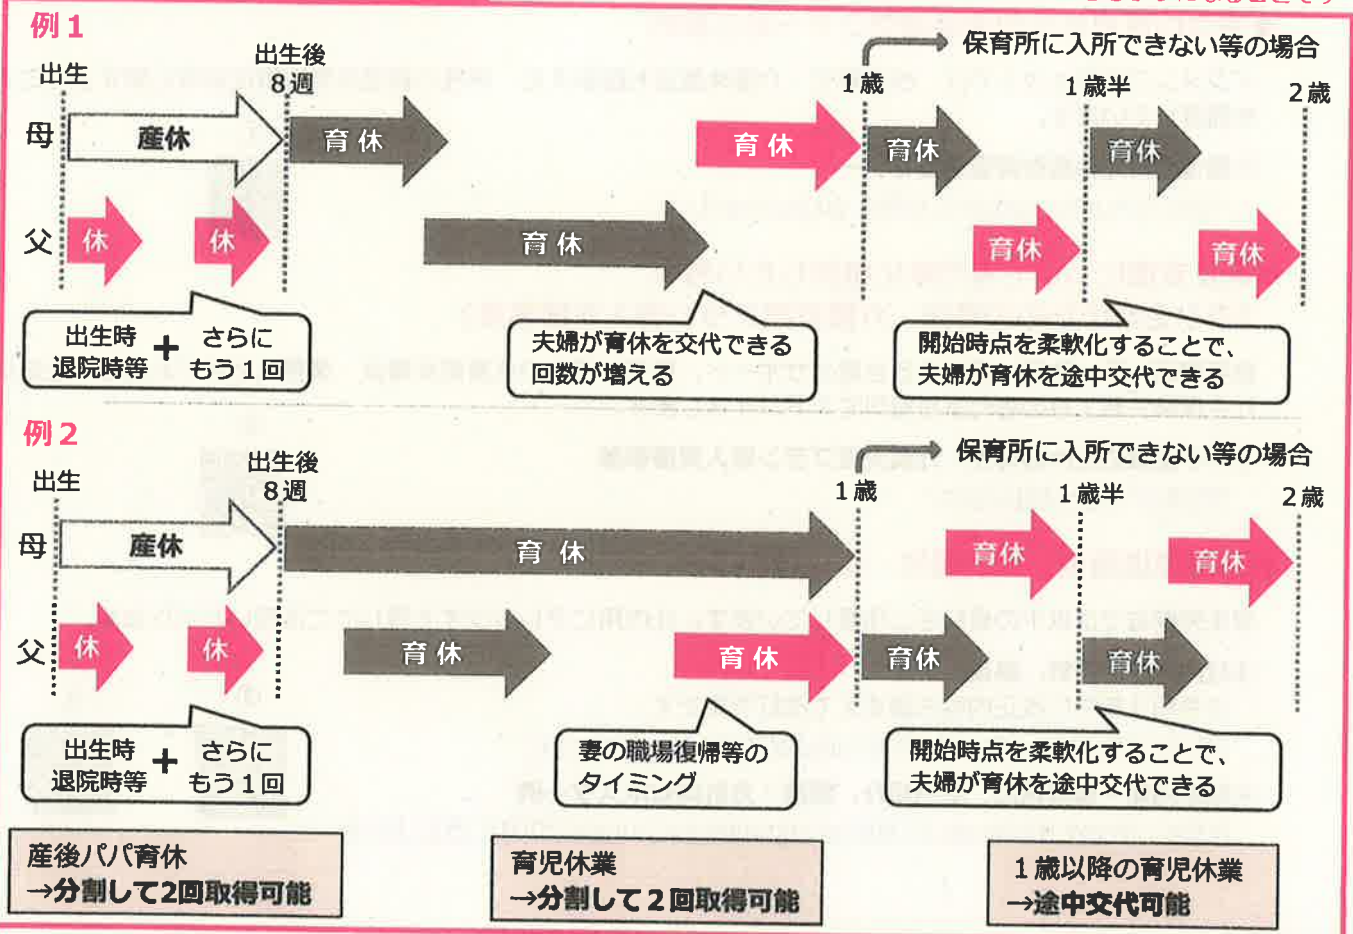 例１
出生
出生後
８週
１歳
保育所に入所できない等の場合
１歳半
２歳
母
産休
育休
育休
育休
育休
父
休
休
育休
育休
育休
出生時
退院時等
＋
さらに
もう１回
夫婦が育休を交代できる
回数が増える
開始時点を柔軟化することで、
夫婦が育休を途中交代できる
例２
出生
出生後
８週
１歳
保育所に入所できない等の場合
１歳半
２歳
母
産休
育休
育休
育休
父
休
休
育休
育休
育休
育休
出生時
退院時等
＋
さらに
もう１回
妻の職場復帰等の
タイミング
開始時点を柔軟化することで、
夫婦が育休を途中交代できる
産後パパ育休
→分割して2回取得可能
育児休業
→分割して２回取得可能
１歳以降の育児休業
→途中交代可能